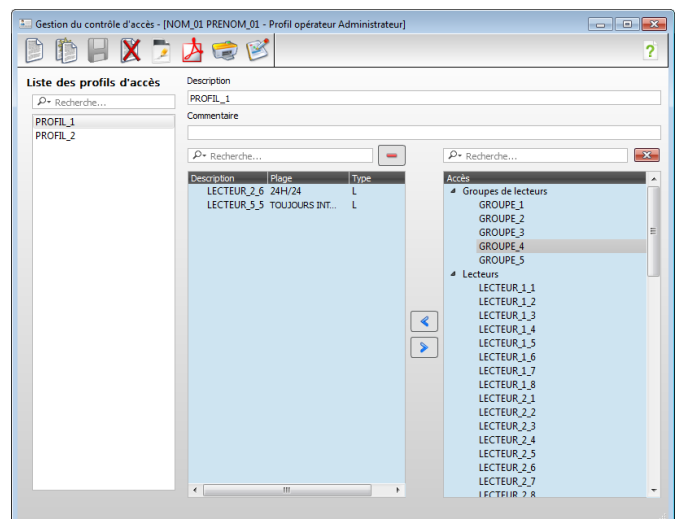 Gestion du contrôle d'accès - [NOM_01 PRENOM_01 - Profil opérateur Administrateur]
?
Liste des profils d'accès
Recherche...
PROFIL_1
PROFIL_2
Description
PROFIL_1
Commentaire
Recherche...
Description Plage Type
LECTEUR_2_6 24H/24 L
LECTEUR_5_5 TOUJOURS INT... L
Recherche...
Accès
Groupes de lecteurs
GROUPE_1
GROUPE_2
GROUPE_3
GROUPE_4
GROUPE_5
Lecteurs
LECTEUR_1_1
LECTEUR_1_2
LECTEUR_1_3
LECTEUR_1_4
LECTEUR_1_5
LECTEUR_1_6
LECTEUR_1_7
LECTEUR_1_8
LECTEUR_2_1
LECTEUR_2_2
LECTEUR_2_3
LECTEUR_2_4
LECTEUR_2_5
LECTEUR_2_6
LECTEUR_2_7
LECTEUR_2_8